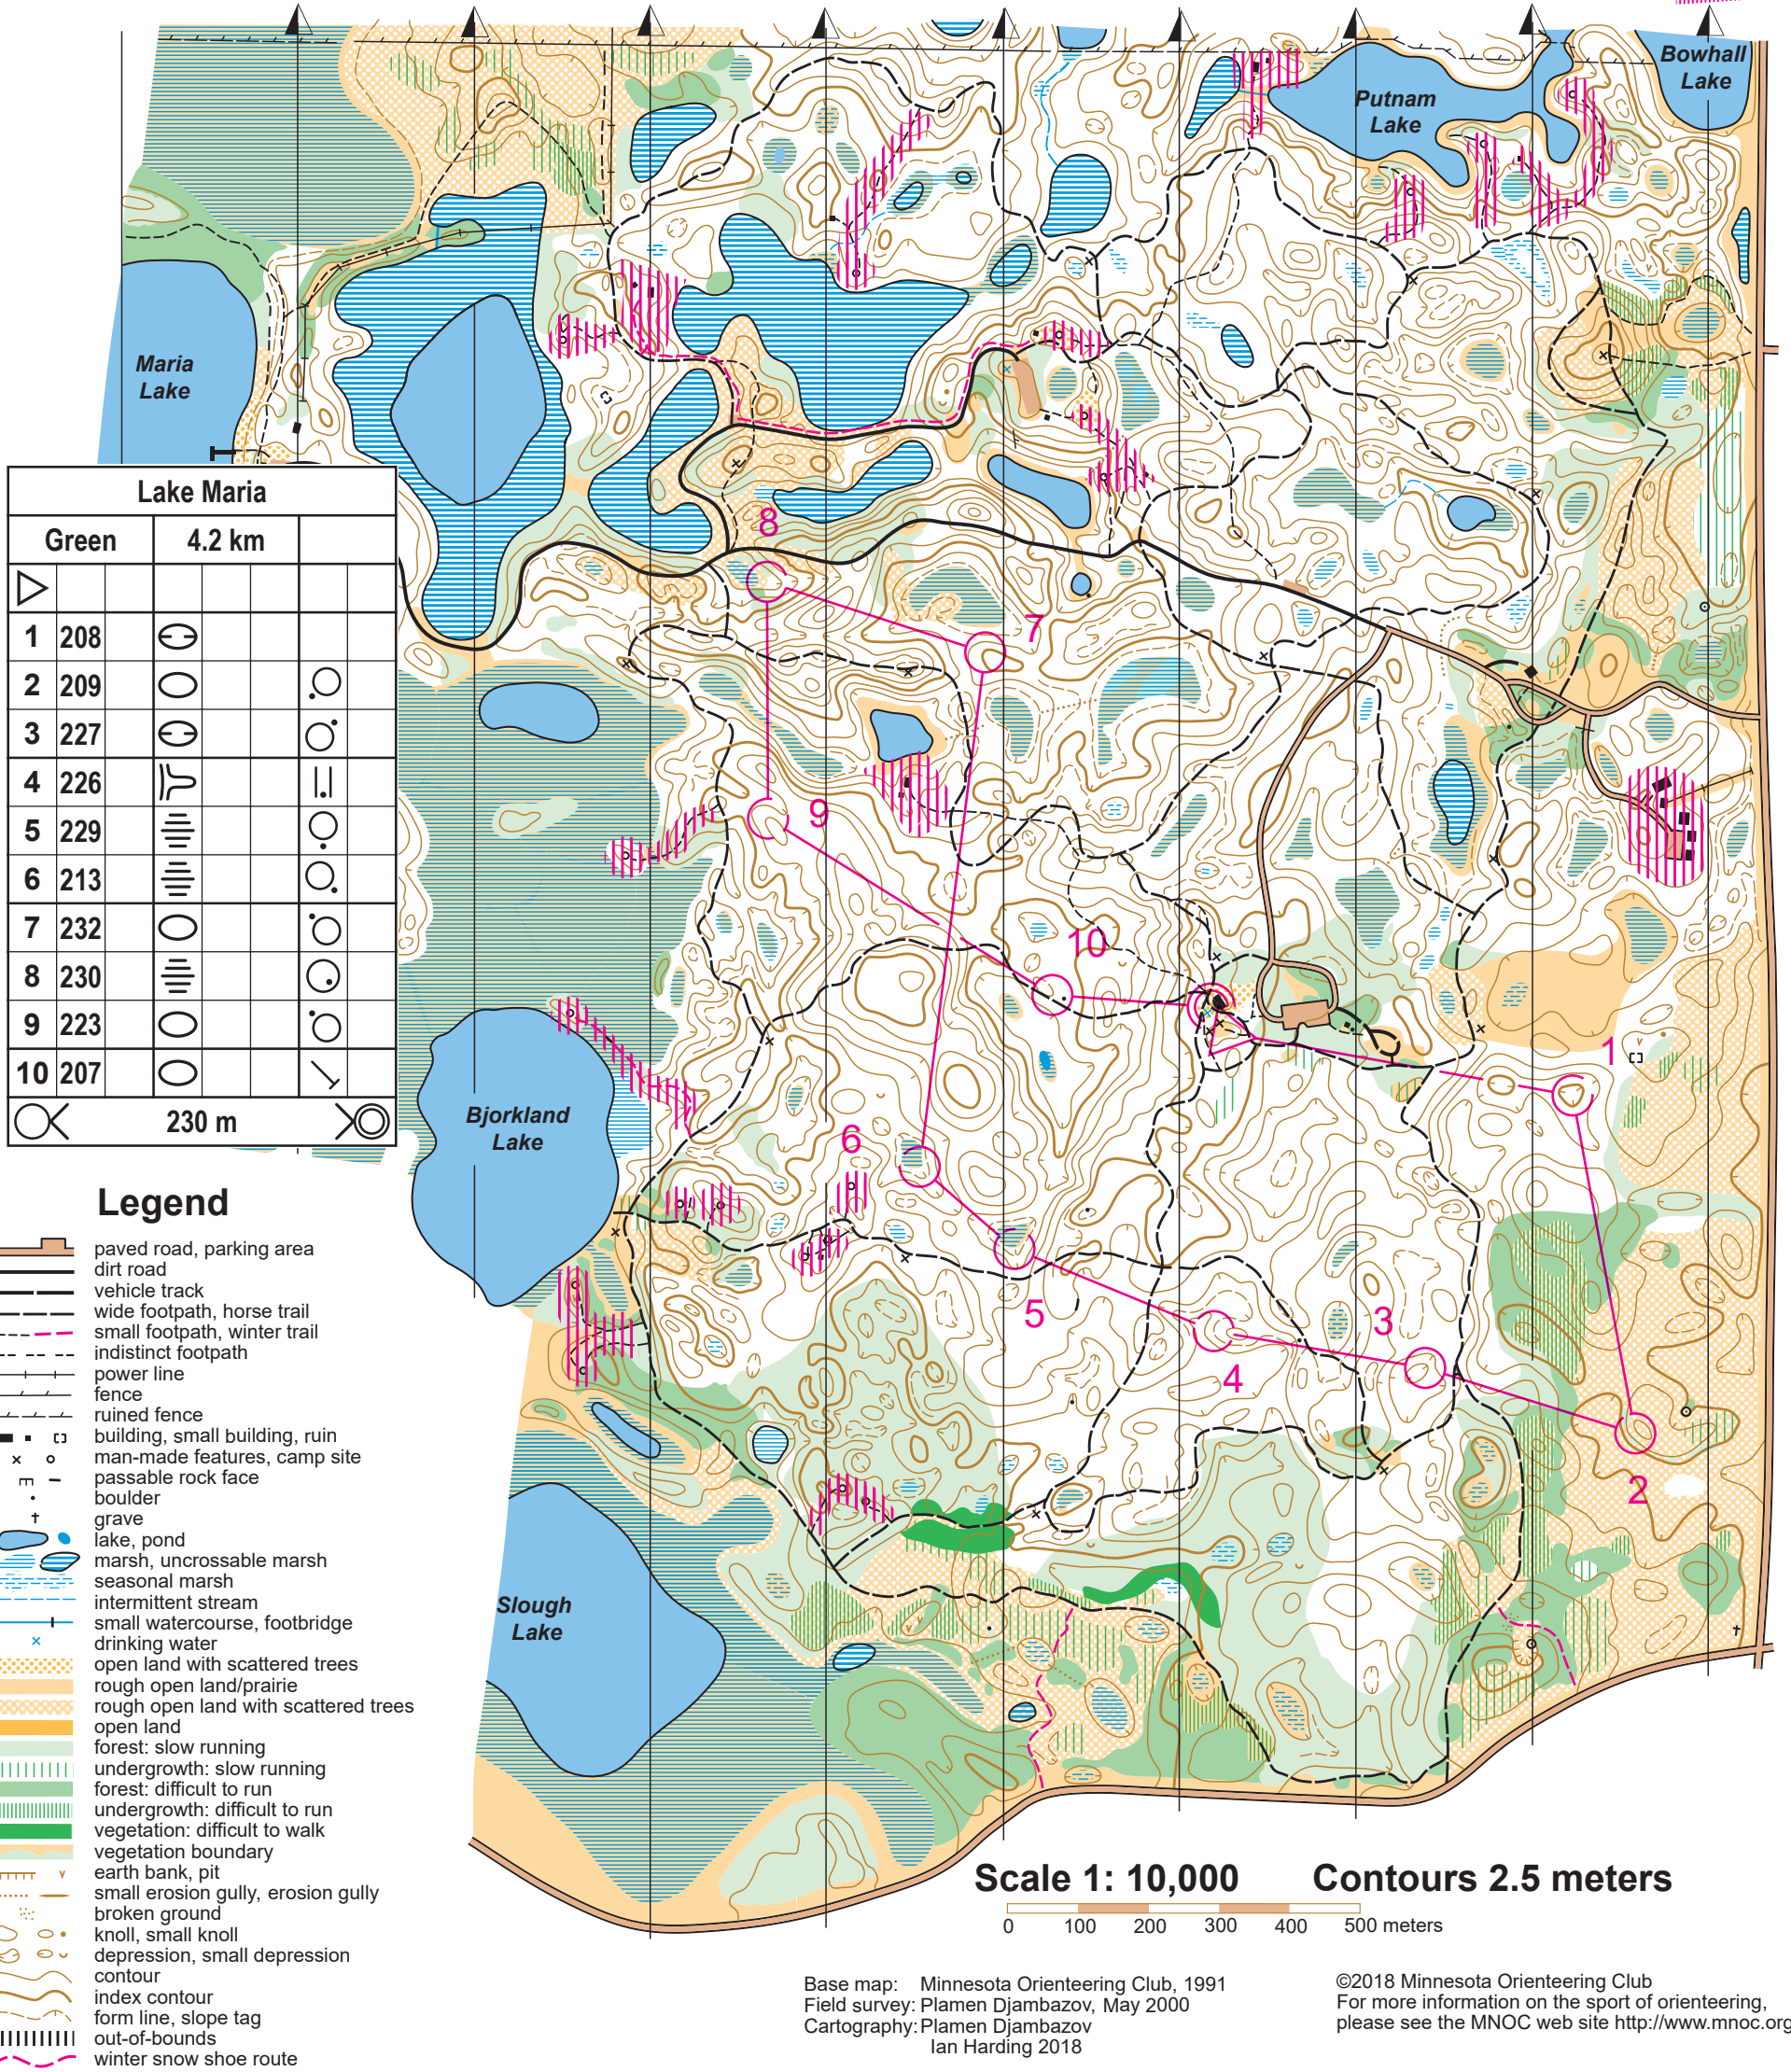 Bowhall
Lake
Putnam
Lake
Maria
Lake
Lake Maria
Green 4.2 km
1 208
2 209
3 227
4 226
5 229
6 213
7 232
8 230
9 223
10 207
230 m
8
7
9
10
1
6
5
3
4
2
Bjorkland
Lake
Slough
Lake
Legend
paved road, parking area
dirt road
vehicle track
wide footpath, horse trail
small footpath, winter trail
indistinct footpath
power line
fence
ruined fence
building, small building, ruin
man-made features, camp site
passable rock face
boulder
grave
lake, pond
marsh, uncrossable marsh
seasonal marsh
intermittent stream
small watercourse, footbridge
drinking water
open land with scattered trees
rough open land/prairie
rough open land with scattered trees
open land
forest: slow running
undergrowth: slow running
forest: difficult to run
undergrowth: difficult to run
vegetation: difficult to walk
vegetation boundary
earth bank, pit
small erosion gully, erosion gully
broken ground
knoll, small knoll
depression, small depression
contour
index contour
form line, slope tag
out-of-bounds
winter snow shoe route
Scale 1: 10,000 Contours 2.5 meters
0 100 200 300 400 500 meters
Base map: Minnesota Orienteering Club, 1991
Field survey: Plamen Djambazov, May 2000
Cartography: Plamen Djambazov
Ian Harding 2018
©2018 Minnesota Orienteering Club
For more information on the sport of orienteering,
please see the MNOC web site http://www.mnoc.org